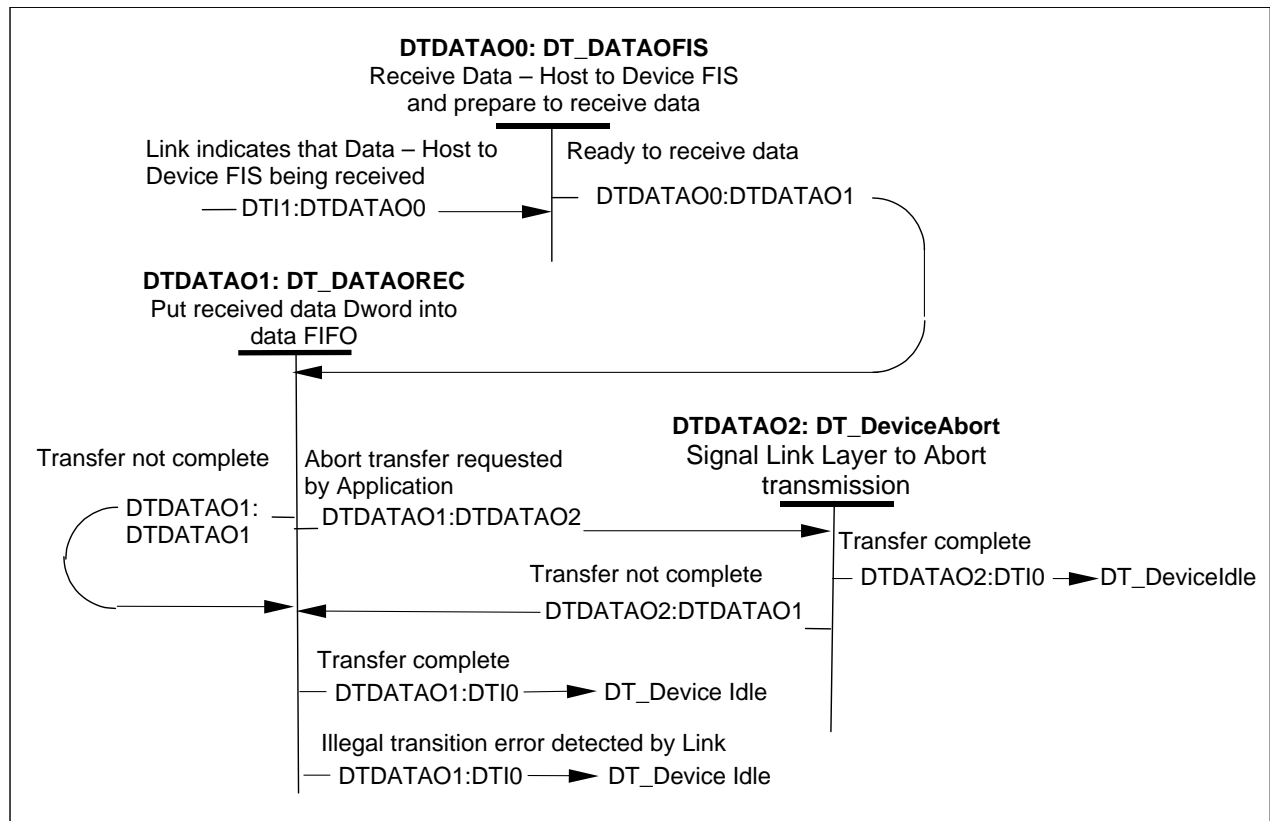 DTDATAO0: DT_DATAOFIS
Receive Data – Host to Device FIS
and prepare to receive data
Link indicates that Data – Host to
Device FIS being received
DTI1:DTDATAO0
Ready to receive data
DTDATAO0:DTDATAO1
DTDATAO1: DT_DATAOREC
Put received data Dword into
data FIFO
DTDATAO2: DT_DeviceAbort
Signal Link Layer to Abort
transmission
Transfer not complete
DTDATAO1:
DTDATAO1
Abort transfer requested
by Application
DTDATAO1:DTDATAO2
Transfer complete
DTDATAO2:DTI0
DT_DeviceIdle
Transfer not complete
DTDATAO2:DTDATAO1
Transfer complete
DTDATAO1:DTI0
DT_Device Idle
Illegal transition error detected by Link
DTDATAO1:DTI0
DT_Device Idle